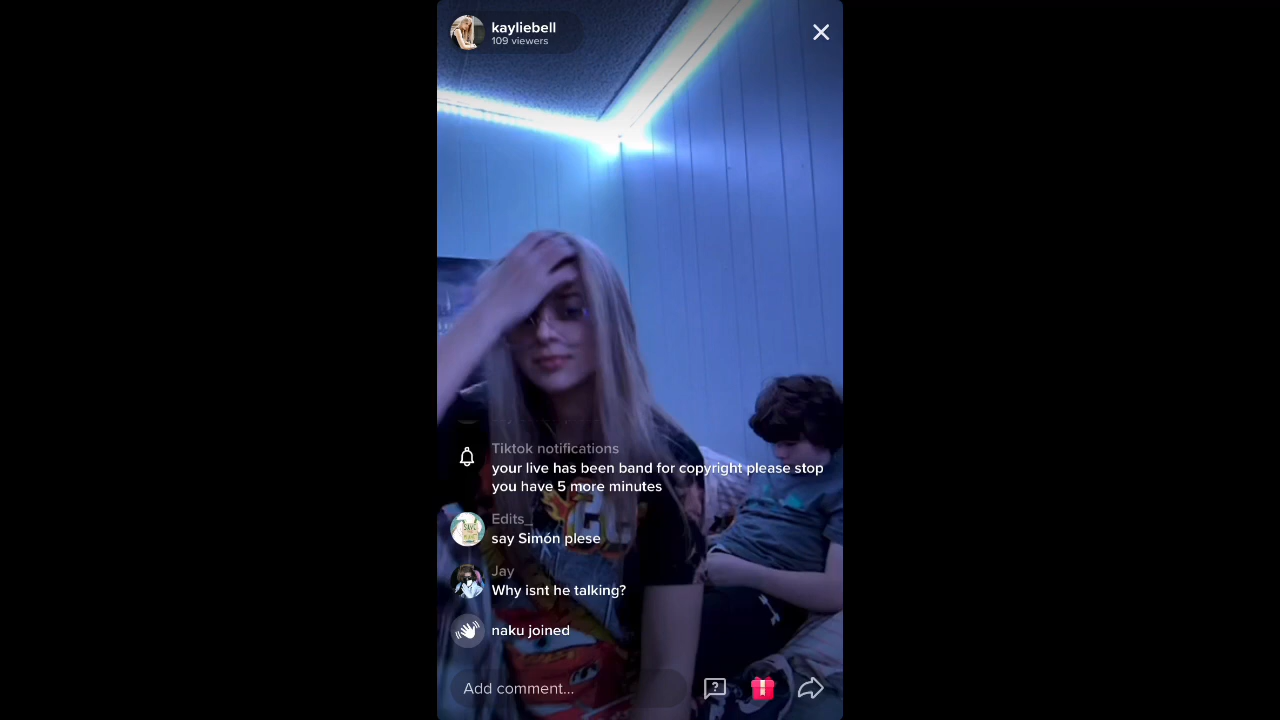 kayliebell
109 viewers
Tiktok notifications
your live has been band for copyright please stop
you have 5 more minutes
Edits_
say Simón plese
Jay
Why isnt he talking?
naku joined
Add comment...